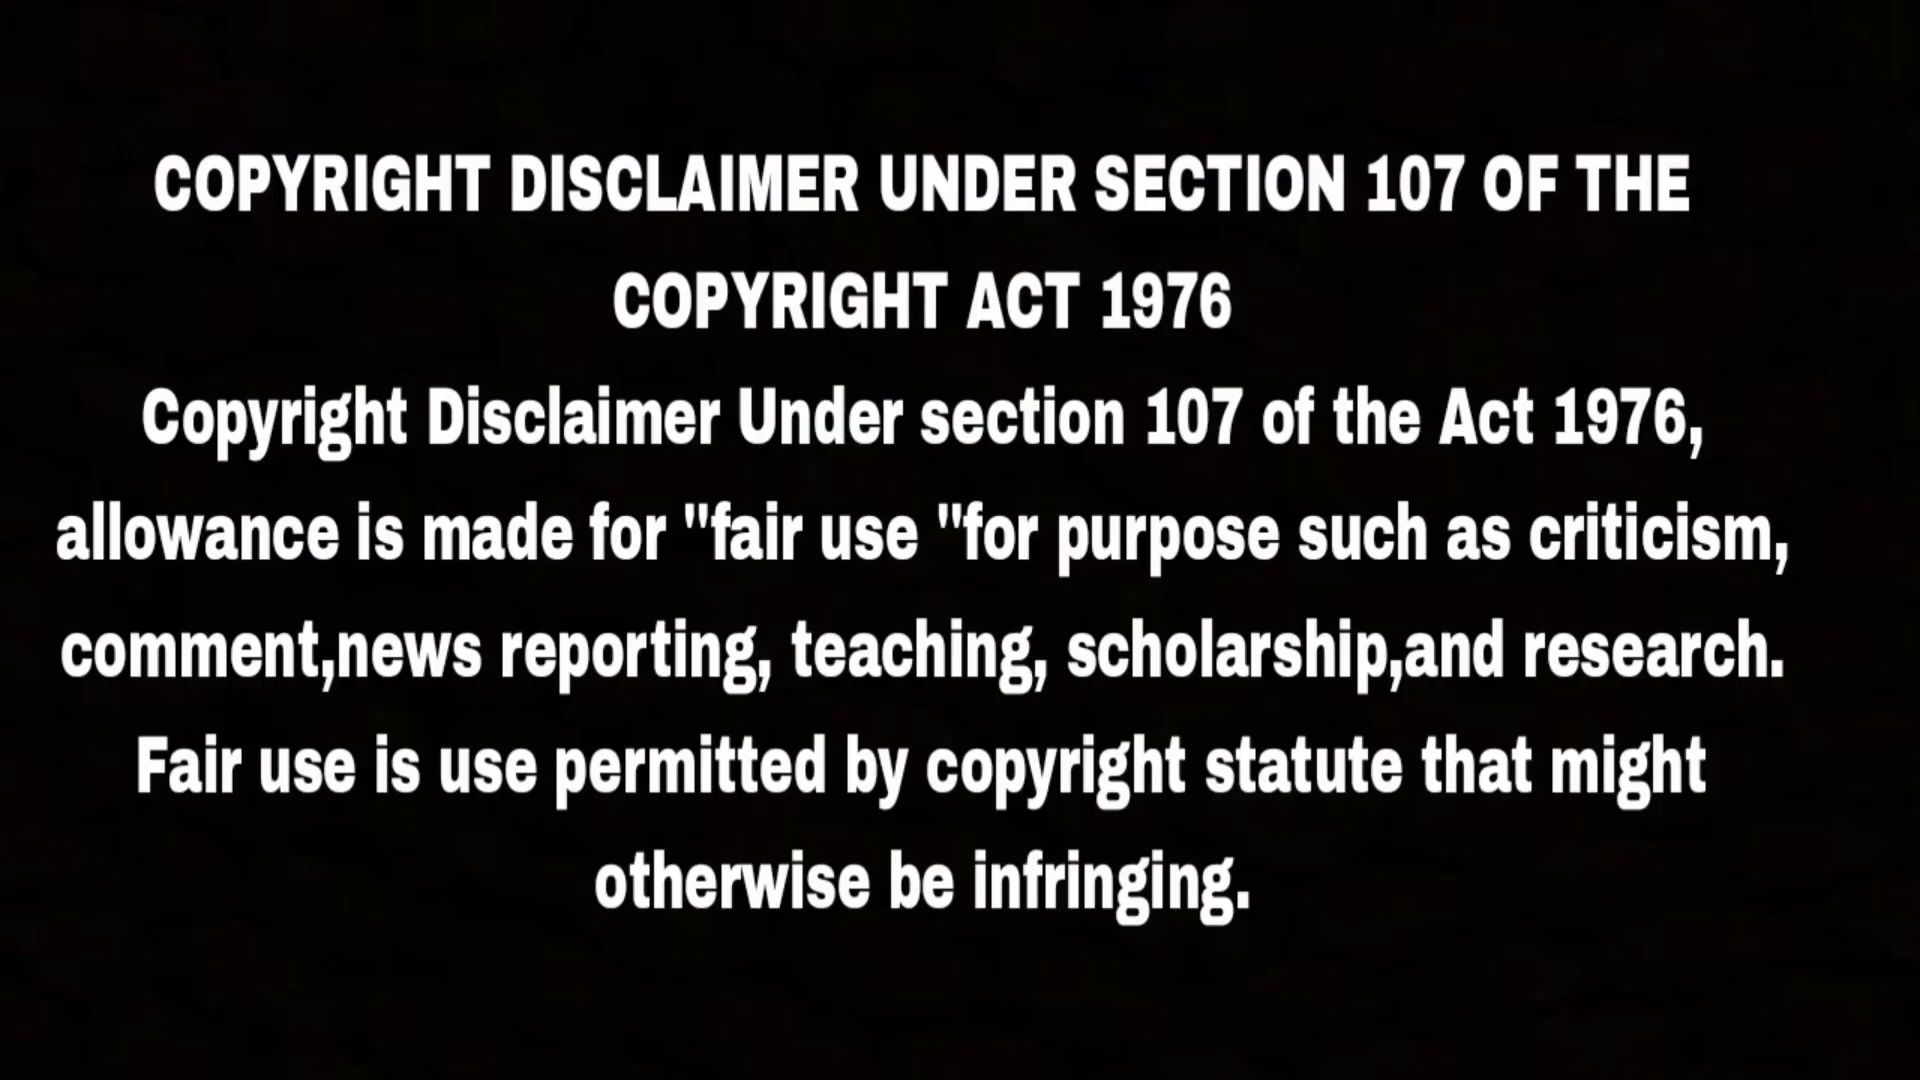 COPYRIGHT DISCLAIMER UNDER SECTION 107 OF THE
COPYRIGHT ACT 1976
Copyright Disclaimer Under section 107 of the Act 1976,
allowance is made for "fair use "for purpose such as criticism,
comment,news reporting, teaching, scholarship,and research.
Fair use is use permitted by copyright statute that might
otherwise be infringing.